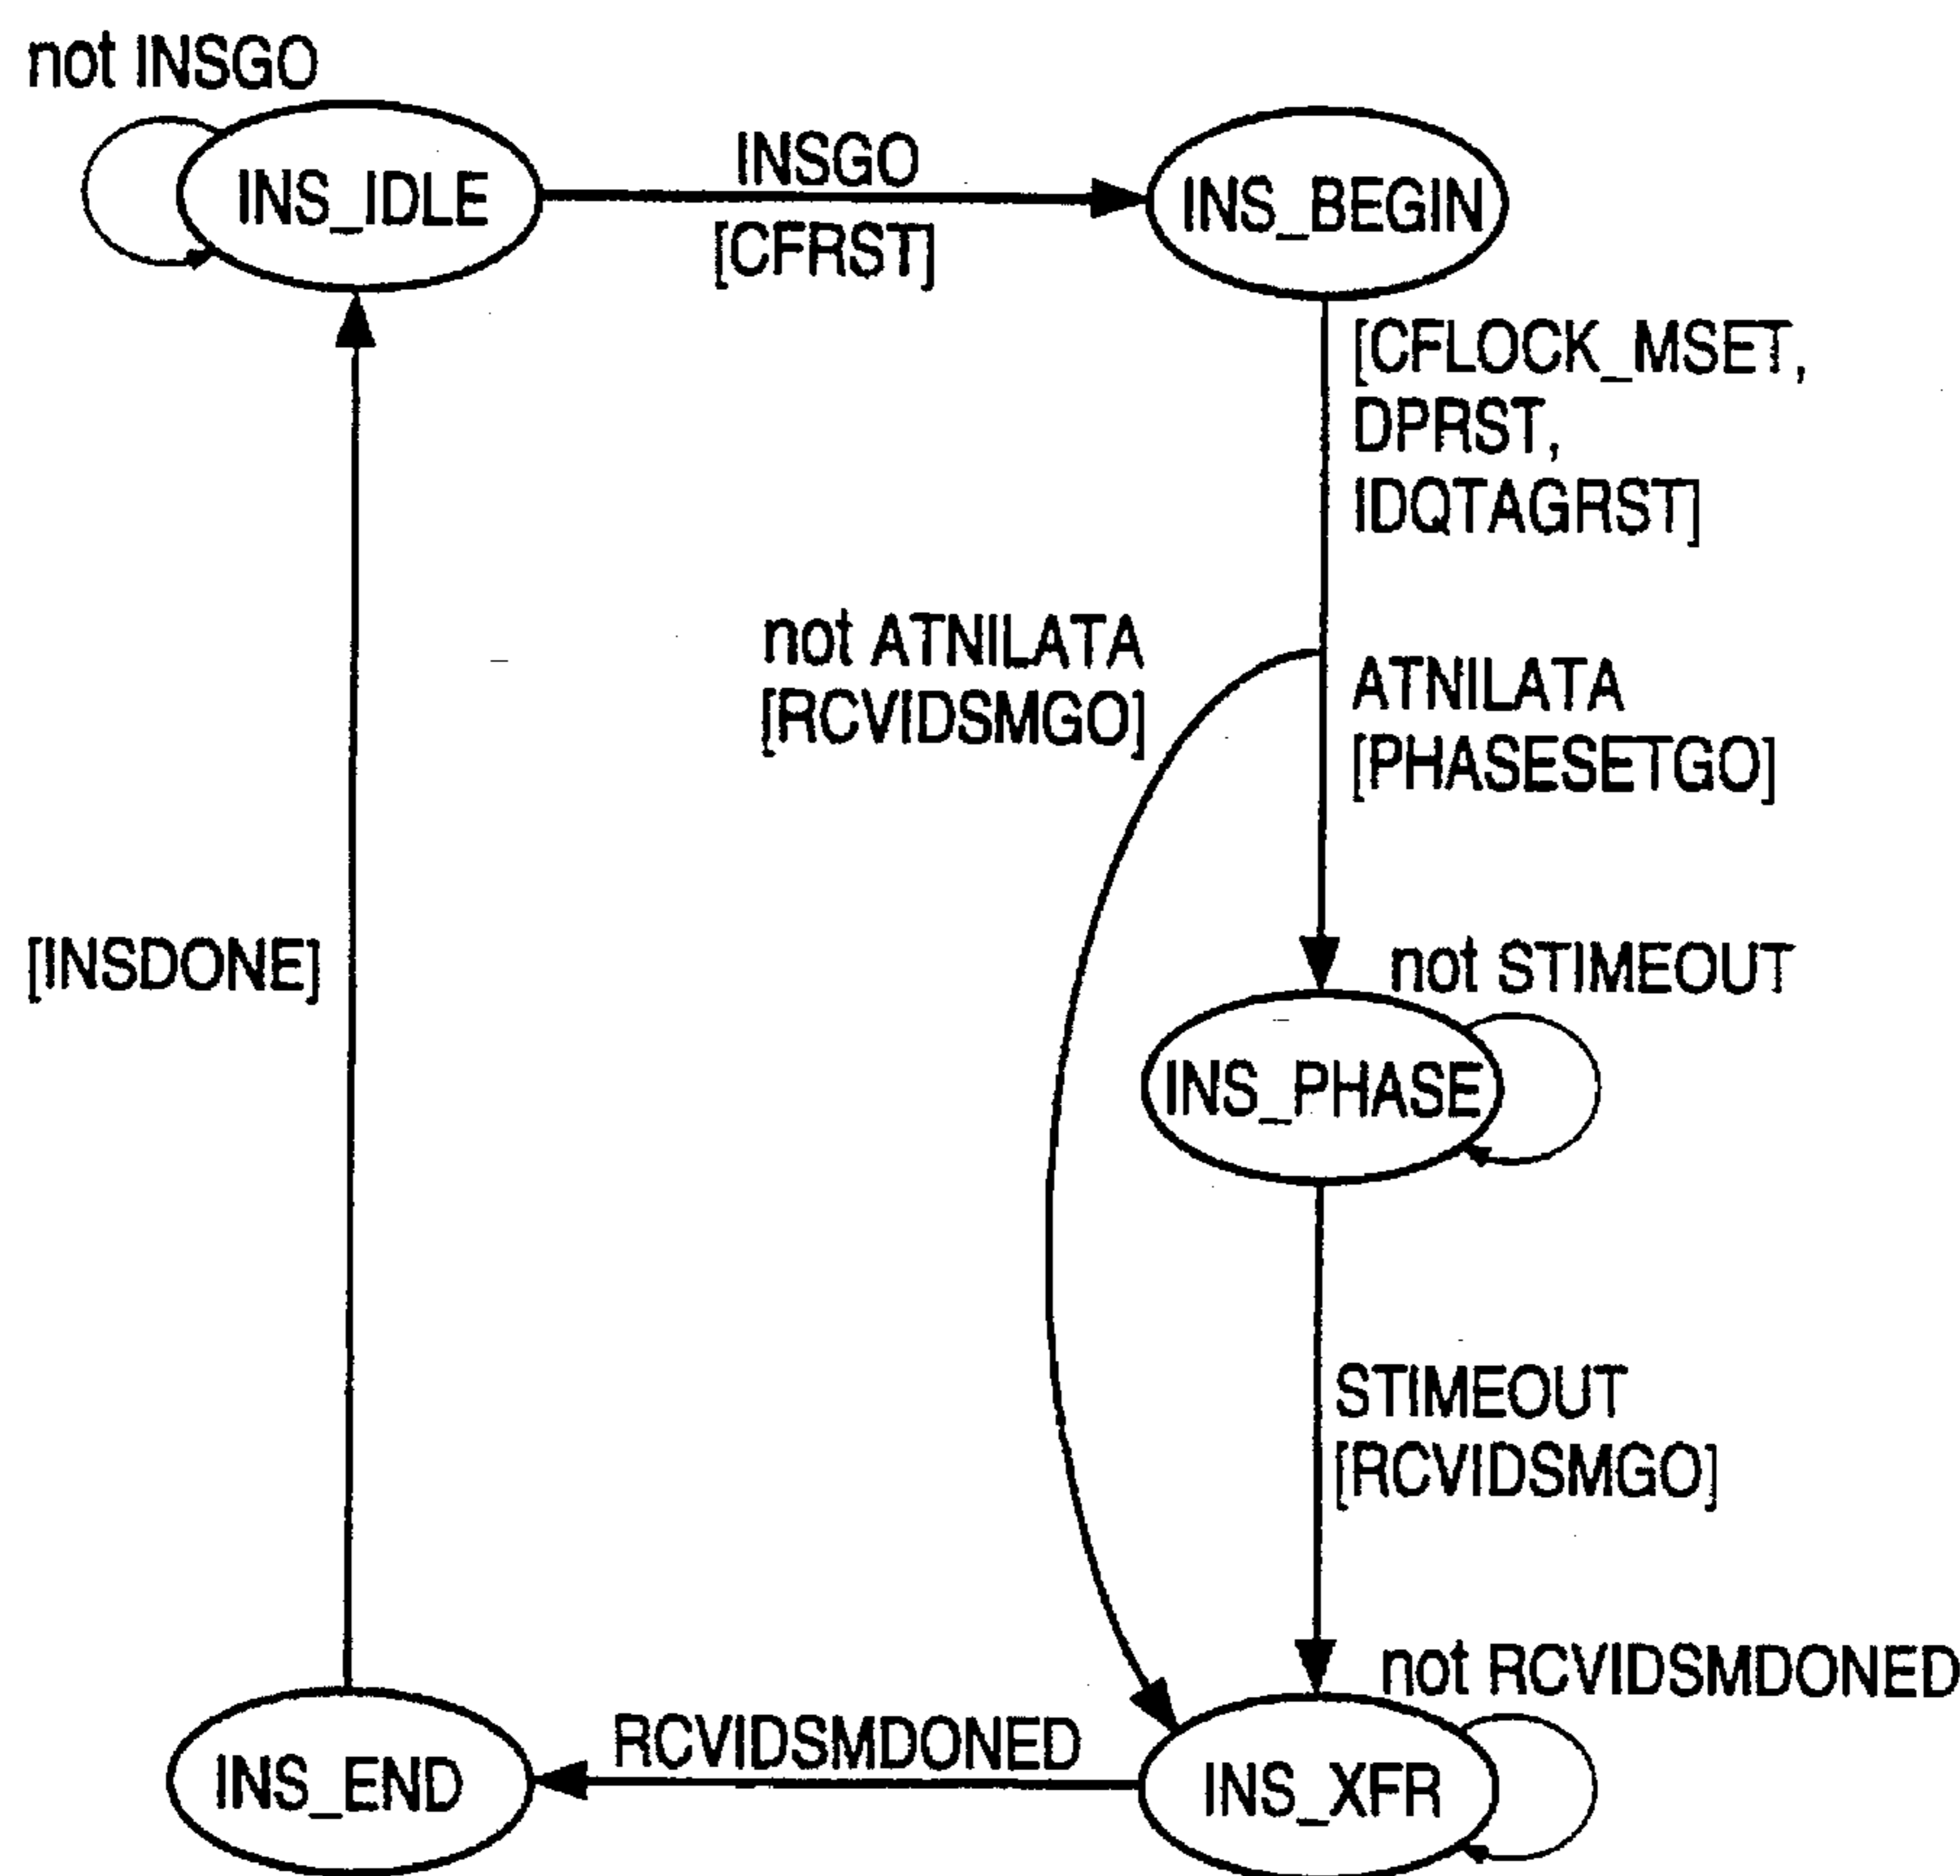 not INSGO
INS_IDLE
INSGO
[CFRST]
INS_BEGIN
[CFLOCK_MSET,
DPRST,
IDQTAGRST]
not ATNILATA
[RCVIDSMGO]
ATNILATA
[PHASESETGO]
[INSDONE]
not STIMEOUT
INS_PHASE
STIMEOUT
[RCVIDSMGO]
not RCVIDSMDONED
INS_END
RCVIDSMDONED
INS_XFR